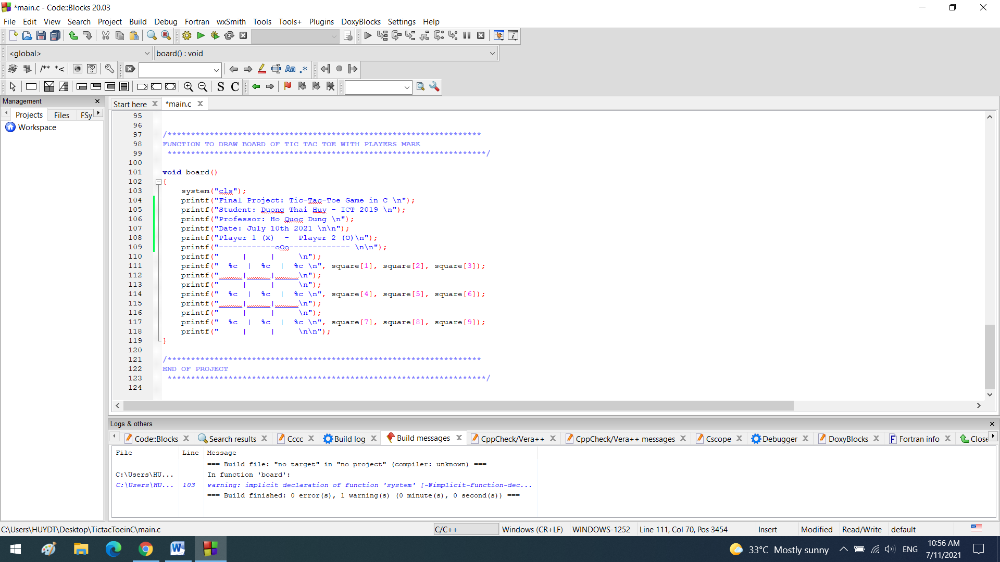 *main.c - Code::Blocks 20.03
File Edit View Search Project Build Debug Fortran wxSmith Tools Tools+ Plugins DoxyBlocks Settings Help
<global> board() : void
/** *<
Aa .*
S C
Management
Start here *main.c
Projects Files FSy
Workspace
95
96
97 /*******************************************************************
98 FUNCTION TO DRAW BOARD OF TIC TAC TOE WITH PLAYERS MARK
99 ********************************************************************/
100
101 void board()
102 {
103 system("cls");
104 printf("Final Project: Tic-Tac-Toe Game in C \n");
105 printf("Student: Duong Thai Huy - ICT 2019 \n");
106 printf("Professor: Ho Quoc Dung \n");
107 printf("Date: July 10th 2021 \n\n");
108 printf("Player 1 (X)  -  Player 2 (O)\n");
109 printf("------------oOo------------- \n\n");
110 printf("     |     |     \n");
111 printf("  %c  |  %c  |  %c \n", square[1], square[2], square[3]);
112 printf("_____|_____|_____\n");
113 printf("     |     |     \n");
114 printf("  %c  |  %c  |  %c \n", square[4], square[5], square[6]);
115 printf("_____|_____|_____\n");
116 printf("     |     |     \n");
117 printf("  %c  |  %c  |  %c \n", square[7], square[8], square[9]);
118 printf("     |     |     \n\n");
119 }
120
121 /*******************************************************************
122 END OF PROJECT
123 ********************************************************************/
124
Logs & others
Code::Blocks Search results Cccc Build log Build messages CppCheck/Vera++ CppCheck/Vera++ messages Cscope Debugger DoxyBlocks Fortran info Close
File Line Message
=== Build file: "no target" in "no project" (compiler: unknown) ===
C:\Users\HU... In function 'board':
C:\Users\HU... 103 warning: implicit declaration of function 'system' [-Wimplicit-function-dec...
=== Build finished: 0 error(s), 1 warning(s) (0 minute(s), 0 second(s)) ===
C:\Users\HUYDT\Desktop\TictacToeinC\main.c C/C++ Windows (CR+LF) WINDOWS-1252 Line 111, Col 70, Pos 3454 Insert Modified Read/Write default
33°C Mostly sunny ENG 10:56 AM
7/11/2021